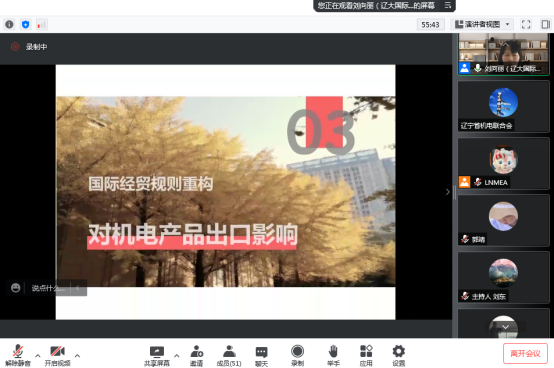 您正在观看刘向丽（辽大国际...的屏幕
55:43
演讲者视图
录制中
刘向丽（辽大国际...
03
辽宁省机电联合会
国际经贸规则重构
LNMEA
对机电产品出口影响
郭晴
说点什么...
主持人 刘东
解除静音
开启视频
共享屏幕
邀请
成员(51)
聊天
录制
举手
应用
设置
离开会议